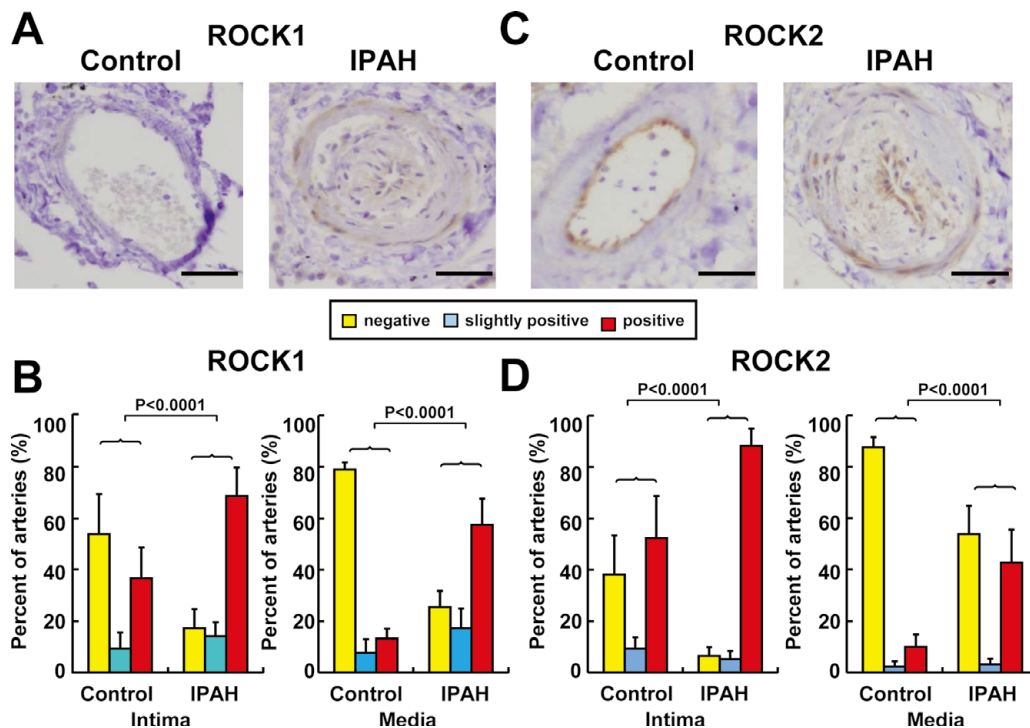 A
ROCK1
Control
IPAH
C
ROCK2
Control
IPAH
negative
slightly positive
positive
B
ROCK1
P<0.0001
Percent of arteries (%)
100
80
60
40
20
0
Control
IPAH
Intima
P<0.0001
Percent of arteries (%)
100
80
60
40
20
0
Control
IPAH
Media
D
ROCK2
P<0.0001
Percent of arteries (%)
100
80
60
40
20
0
Control
IPAH
Intima
P<0.0001
Percent of arteries (%)
100
80
60
40
20
0
Control
IPAH
Media